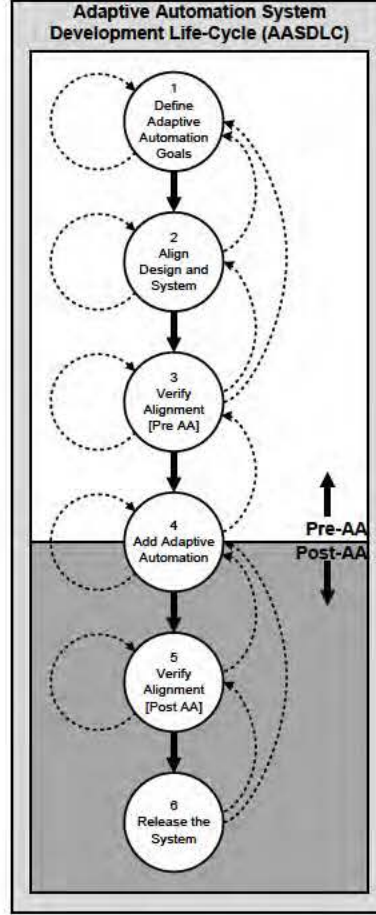 Adaptive Automation System
Development Life-Cycle (AASDLC)
1
Define
Adaptive
Automation
Goals
2
Align
Design and
System
3
Verify
Alignment
[Pre AA]
4
Add Adaptive
Automation
Pre-AA
Post-AA
5
Verify
Alignment
[Post AA]
6
Release the
System